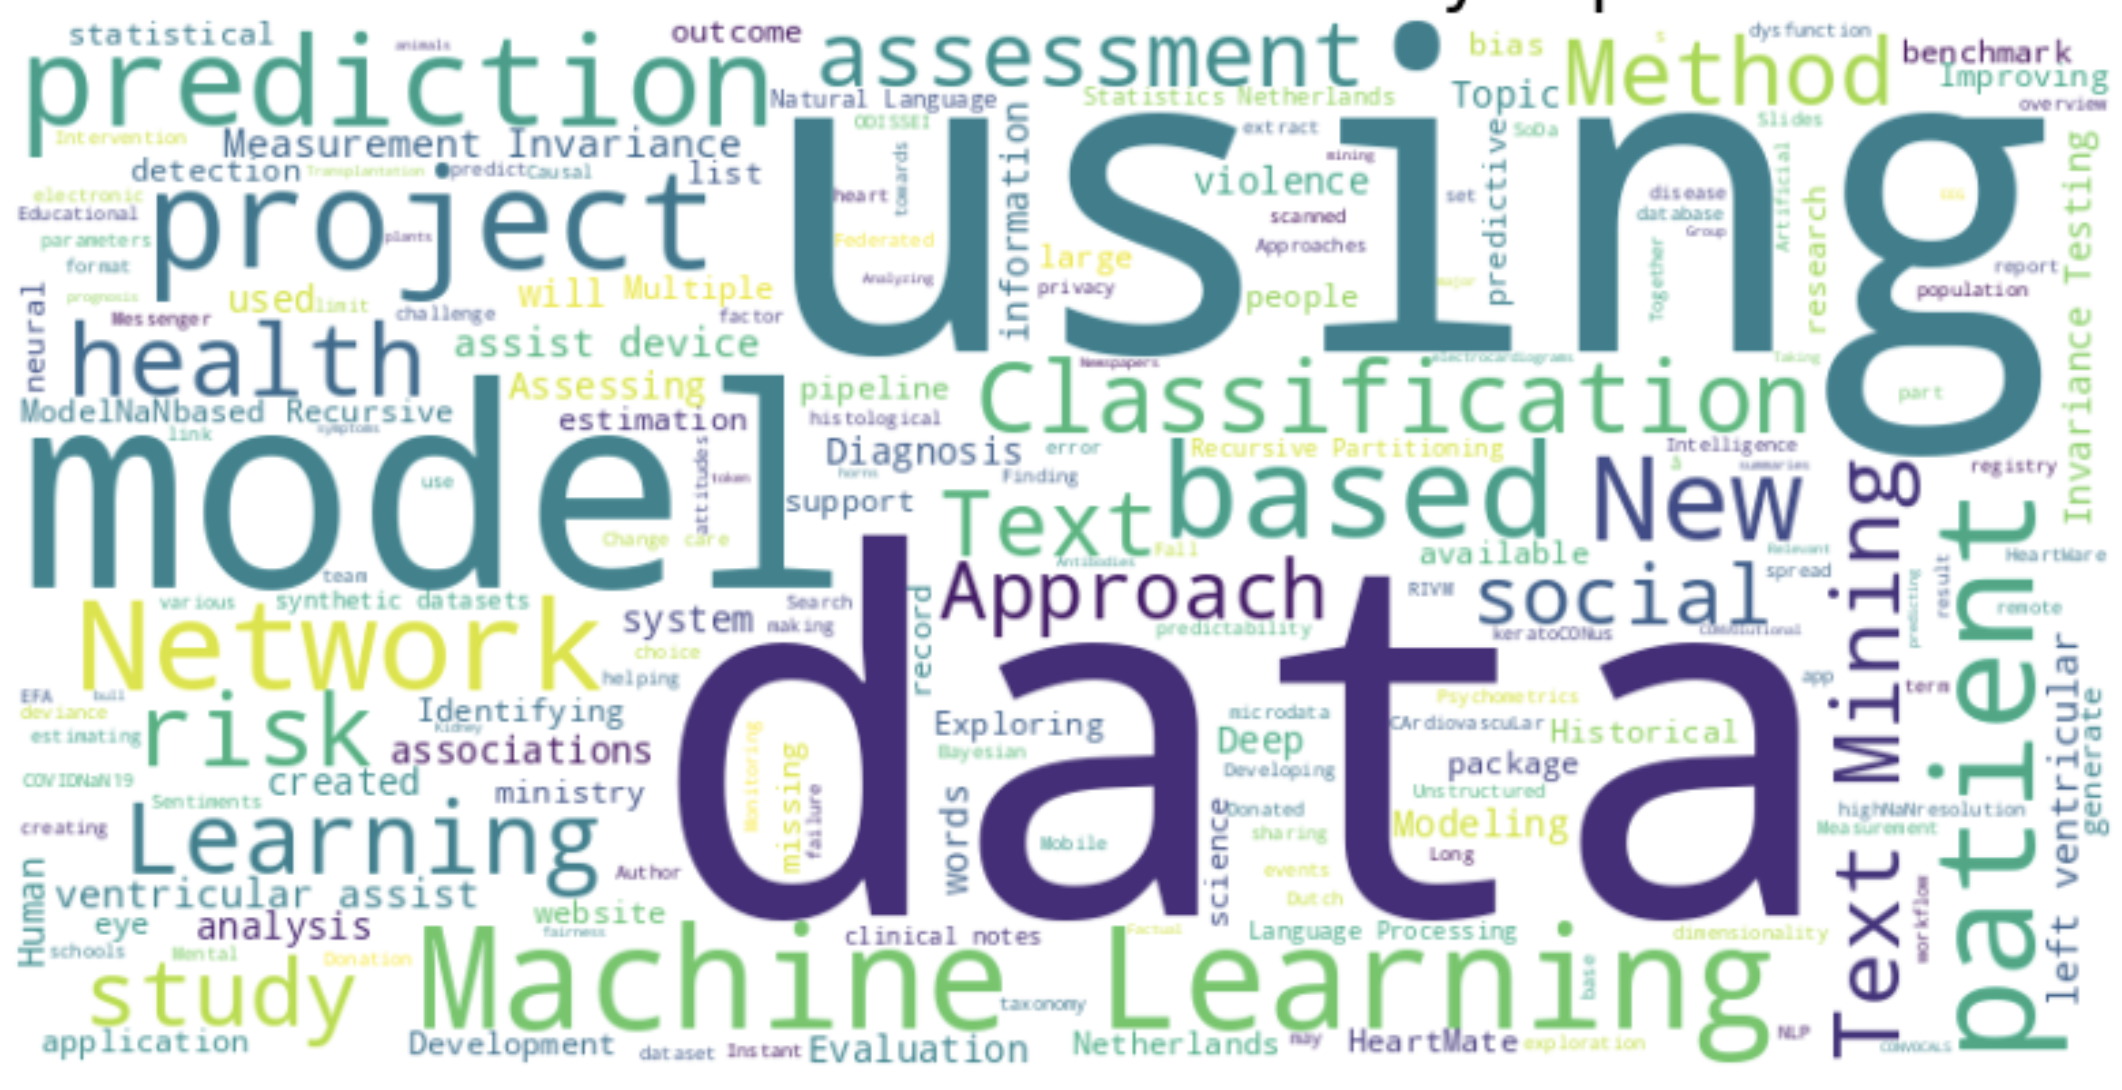 statistical
animals
outcome
assessment
bias
Method
dysfunction
benchmark
prediction
Natural Language
Statistics Netherlands
Topic
Improving
overview
Intervention
Measurement Invariance
ODISSEI
extract
SoDa
Slides
detection
Transplantation
predict
Causal
list
towards
information
mining
predictive
Artificial
using
electronic
Educational
project
plants
heart
violence
scanned
set
disease
database
Group
research
Invariance Testing
parameters
format
Federated
large
Approaches
Together
report
prognosis
used
limit
will
Multiple
Analyzing
privacy
people
major
population
neural
Messenger
challenge
factor
health
assist device
Newspapers
electrocardiograms
Taking
Assessing
pipeline
Classification
part
ModelNaNbased Recursive
link
symptoms
estimation
histological
model
use
attitudes
token
Diagnosis
horns
error
Finding
Recursive Partitioning
Intelligence
summaries
registry
support
Text
based
New
Change care
Antibodies
Fall
available
Relevant
HeartWare
team
Approach
RIVM
social
spread
Text Mining
patient
result
predicting
various
synthetic datasets
Network
system
Search
making
record
predictability
keratoCONus
Convolutional
remote
choice
helping
data
EFA
bull
deviance
estimating
risk
Identifying
Kidney
associations
Exploring
Bayesian
microdata
Deep
Developing
Psychometrics
CArdiovascuLar
Historical
app
term
left ventricular
generate
COVIDNaN19
created
Sentiments
ministry
Monitoring
missing
failure
words
Mobile
science
Donated
sharing
package
Unstructured
Modeling
Long
highNaNresolution
Measurement
creating
Learning
Author
events
Dutch
Human
ventricular assist
eye
analysis
website
fairness
clinical notes
Factual
Language Processing
dimensionality
workflow
schools
Mental
Donation
study
Machine Learning
taxonomy
base
application
Development
dataset
Instant
Evaluation
Netherlands
may
HeartMate
exploration
NLP
CONVOCALS